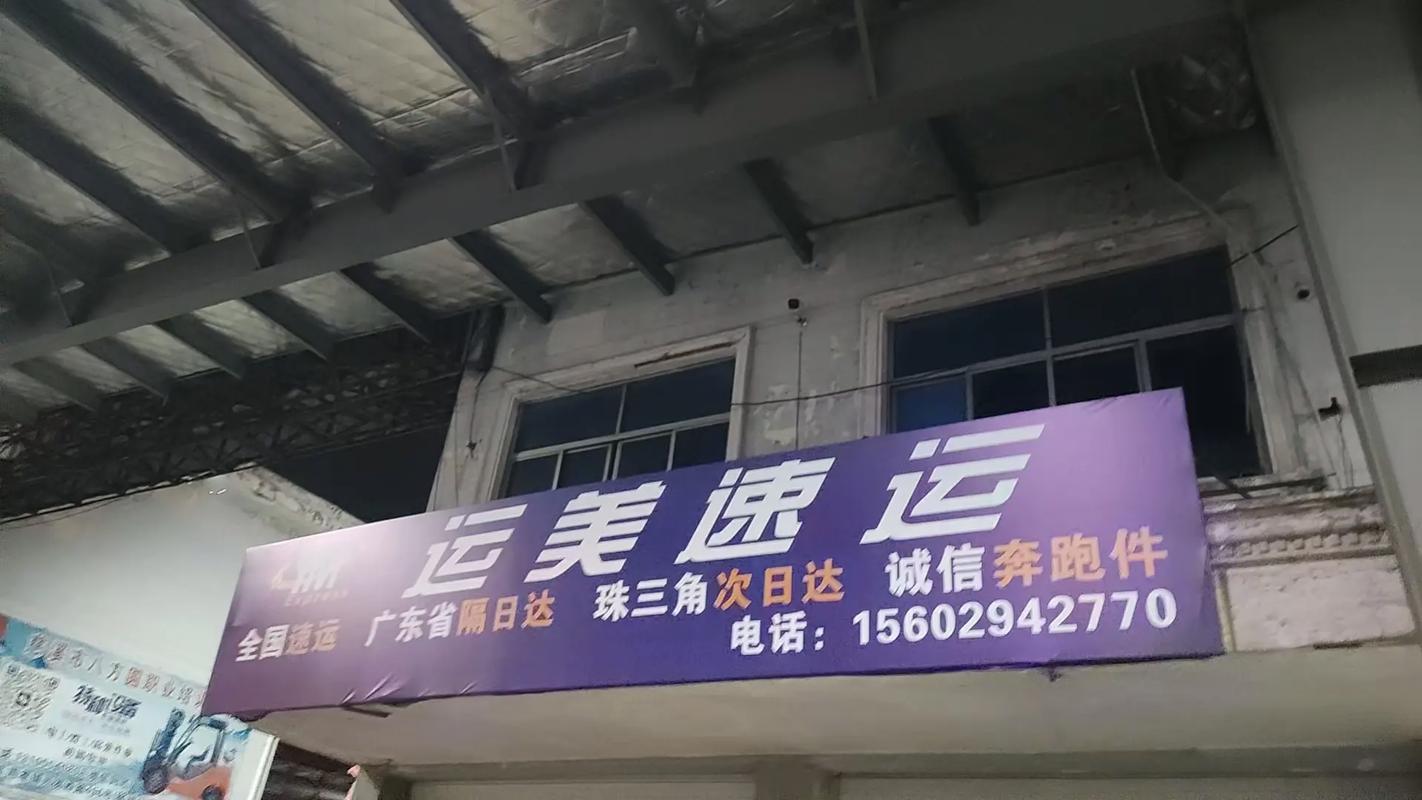 运美速运
Express
全国速运 广东省隔日达 珠三角次日达 诚信奔跑件
电话：15602942770